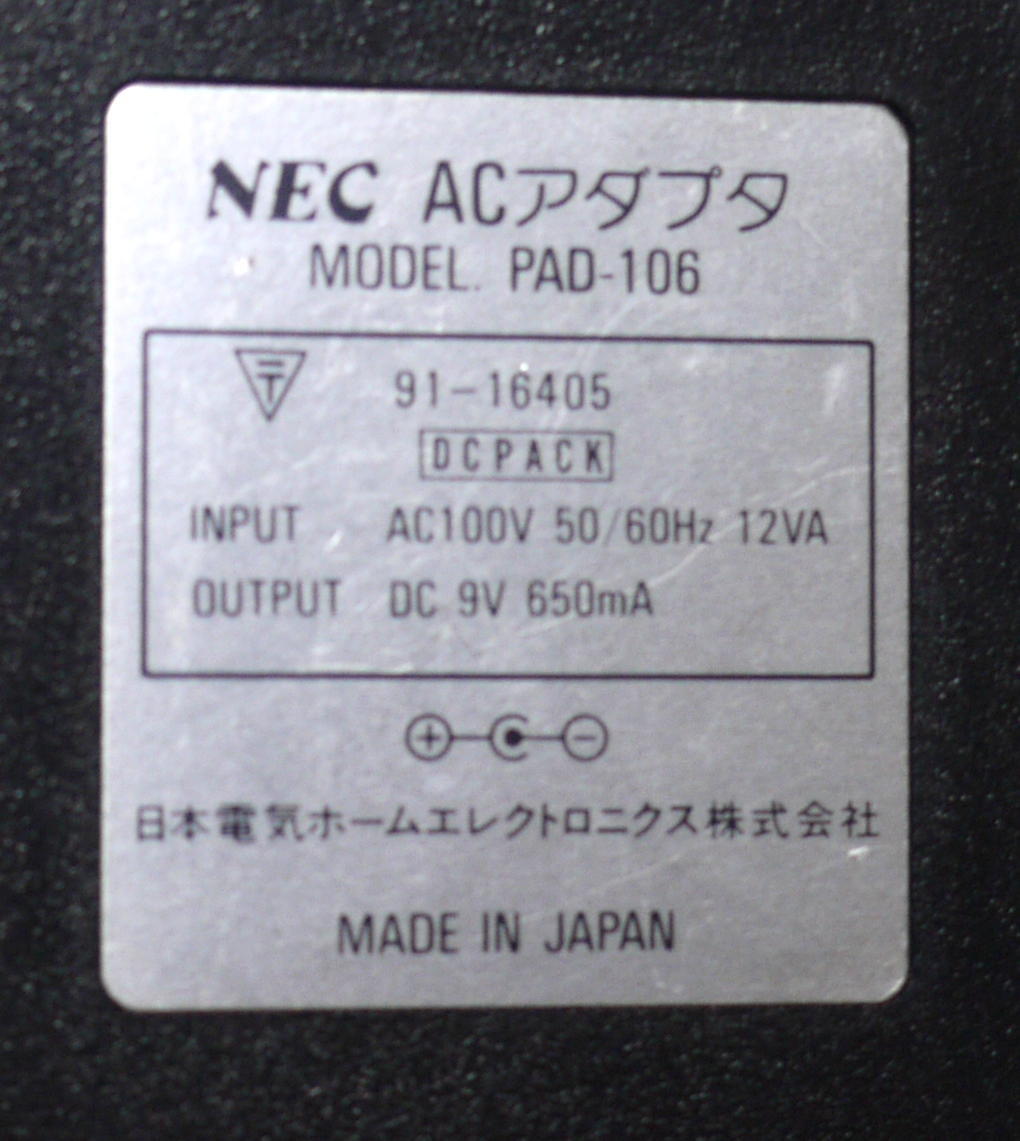 NEC ACアダプタ
MODEL. PAD-106
〒 91-16405
DCPACK
INPUT AC100V 50/60Hz 12VA
OUTPUT DC 9V 650mA
日本電気ホームエレクトロニクス株式会社
MADE IN JAPAN